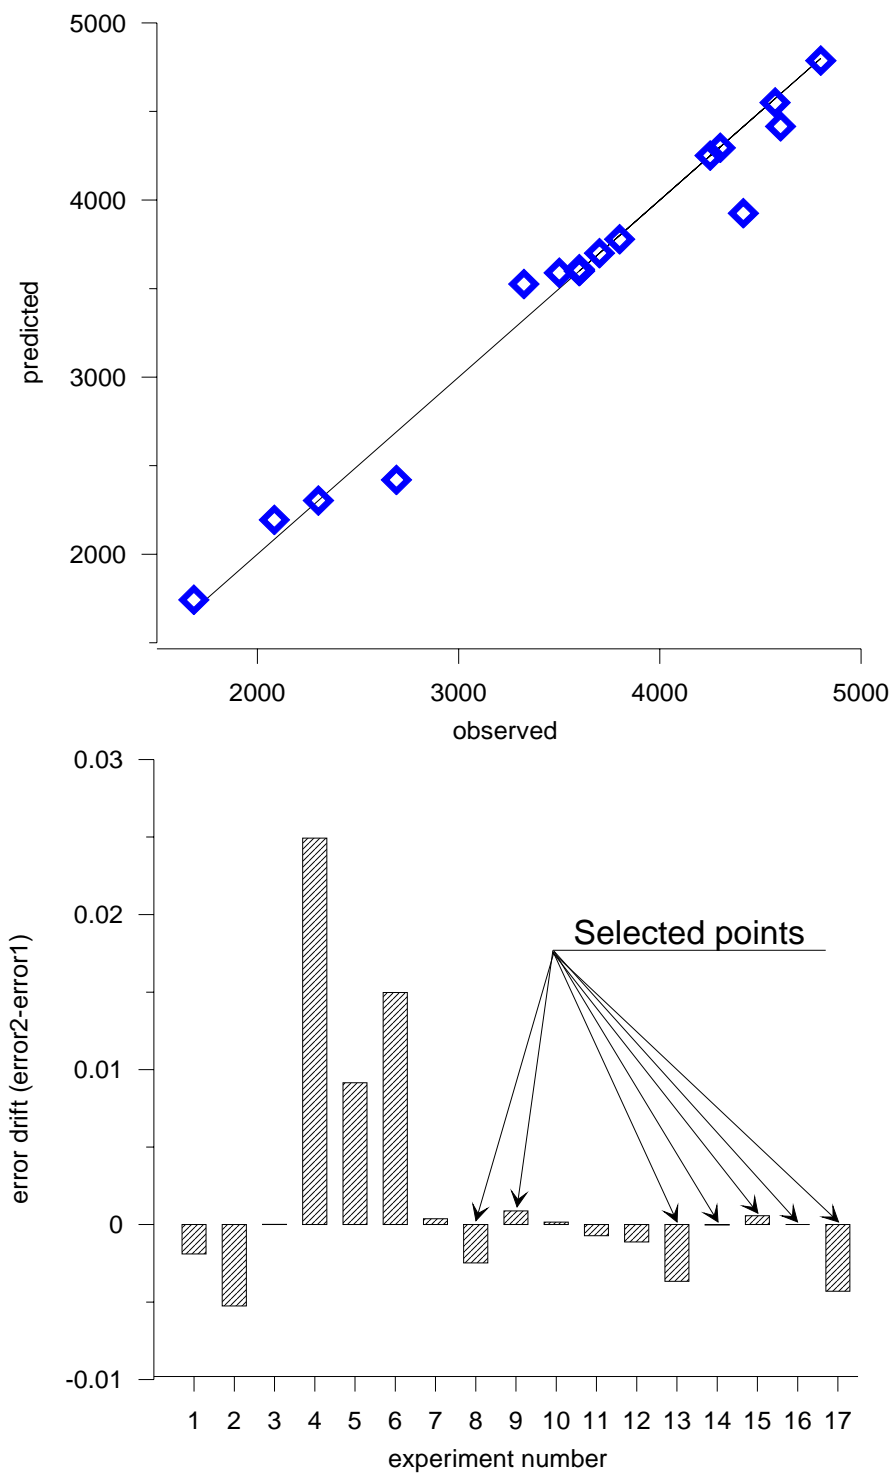 5000
4000
3000
2000
predicted
2000 3000 4000 5000
observed
0.03
0.02
0.01
0
-0.01
error drift (error2-error1)
Selected points
1 2 3 4 5 6 7 8 9 10 11 12 13 14 15 16 17
experiment number